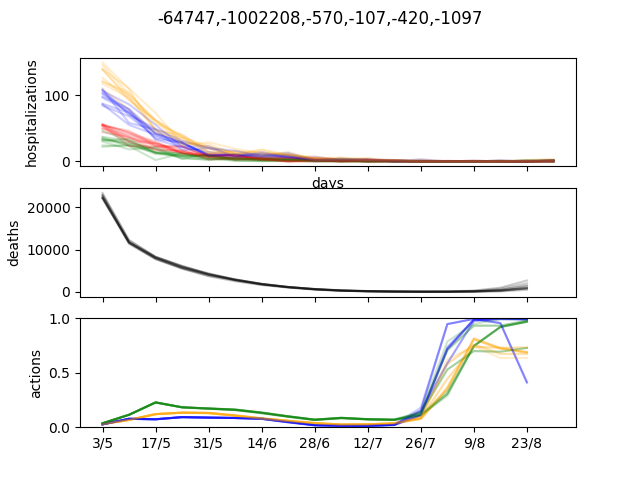 -64747,-1002208,-570,-107,-420,-1097
hospitalizations
100
0
days
deaths
20000
10000
0
actions
1.0
0.5
0.0
3/5 17/5 31/5 14/6 28/6 12/7 26/7 9/8 23/8